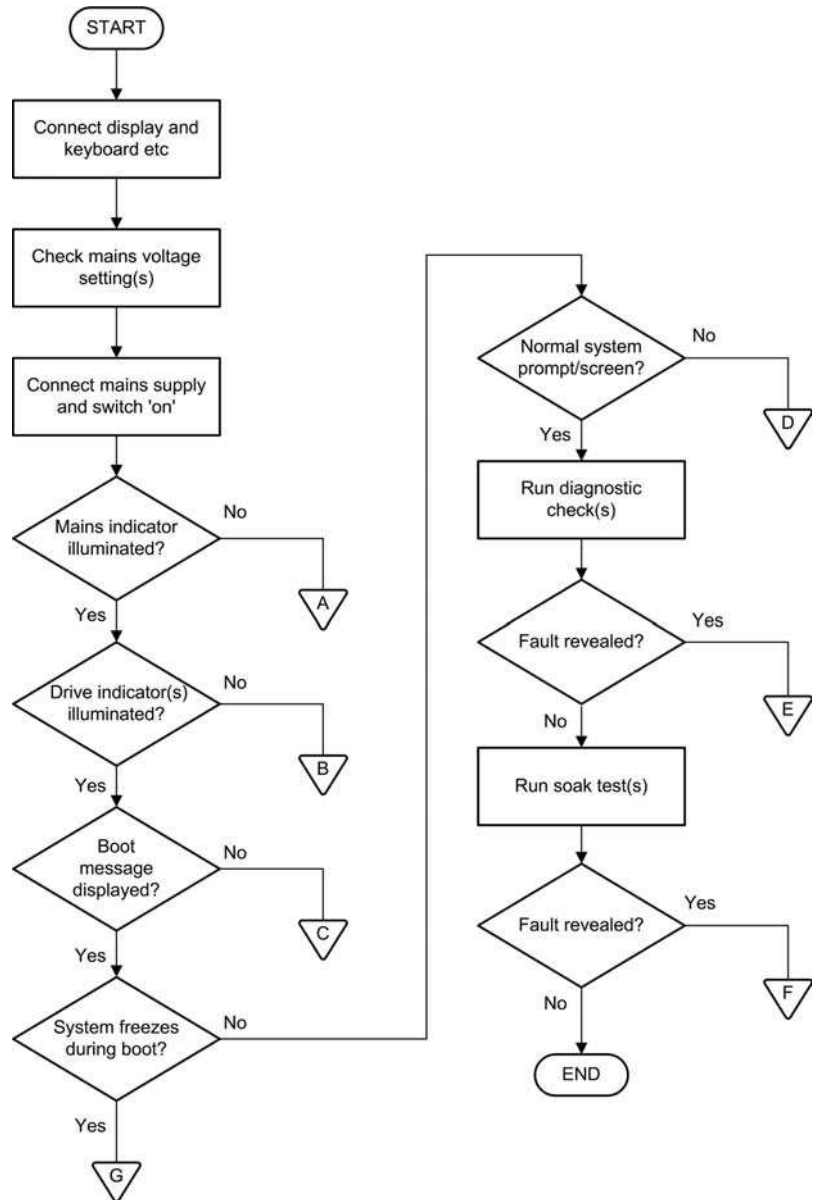 START
Connect display and
keyboard etc
Check mains voltage
setting(s)
Connect mains supply
and switch 'on'
Mains indicator
illuminated?
No
A
Yes
Drive indicator(s)
illuminated?
No
B
Yes
Boot
message
displayed?
No
C
Yes
System freezes
during boot?
No
Yes
G
Normal system
prompt/screen?
No
D
Yes
Run diagnostic
check(s)
Fault revealed?
Yes
E
No
Run soak test(s)
Fault revealed?
Yes
F
No
END